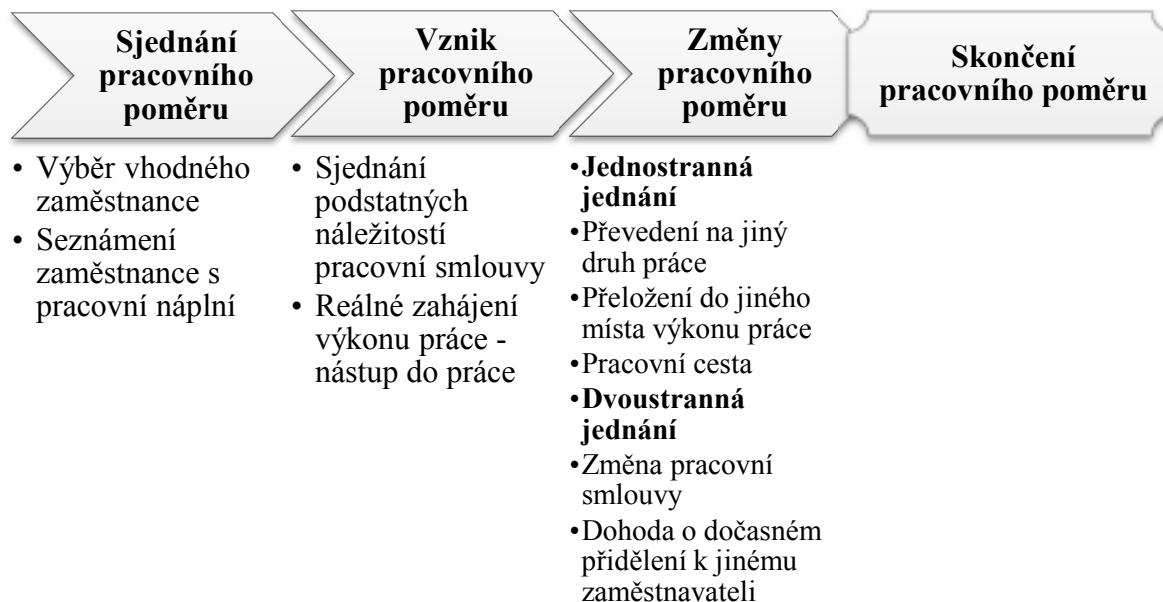 Sjednání
pracovního
poměru
Vznik
pracovního
poměru
Změny
pracovního
poměru
Skončení
pracovního poměru
• Výběr vhodného
zaměstnance
• Seznámení
zaměstnance s
pracovní náplní
• Sjednání
podstatných
náležitostí
pracovní smlouvy
• Reálné zahájení
výkonu práce -
nástup do práce
•Jednostranná
jednání
•Převedení na jiný
druh práce
•Přeložení do jiného
místa výkonu práce
•Pracovní cesta
•Dvoustranná
jednání
•Změna pracovní
smlouvy
•Dohoda o dočasném
přidělení k jinému
zaměstnavateli